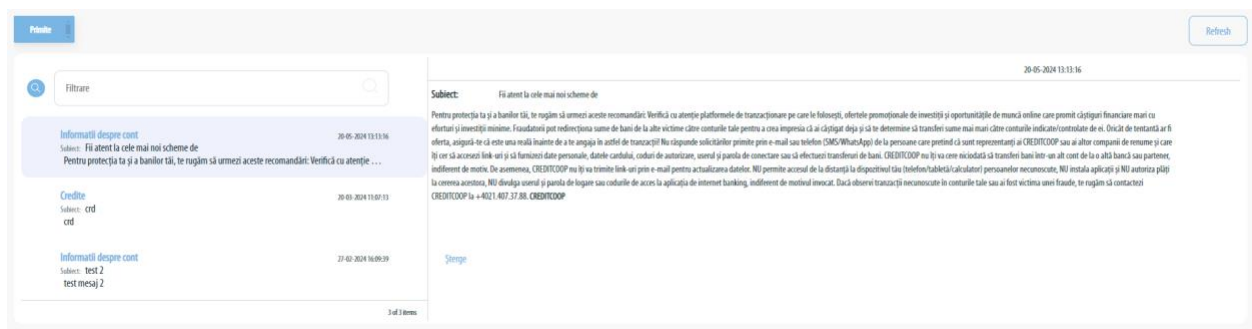 Primite
Refresh
Filtrare
Informatii despre cont 20-05-2024 13:13:16
Subiect: Fii atent la cele mai noi scheme de
Pentru protecția ta și a banilor tăi, te rugăm să urmezi aceste recomandări: Verifică cu atenție ...
Credite 20-03-2024 11:07:13
Subiect: crd
crd
Informatii despre cont 27-02-2024 16:09:39
Subiect: test 2
test mesaj 2
3 of 3 items
20-05-2024 13:13:16
Subiect: Fii atent la cele mai noi scheme de
Pentru protecția ta și a banilor tăi, te rugăm să urmezi aceste recomandări: Verifică cu atenție platformele de tranzacționare pe care le folosești, ofertele promoționale de investiții și oportunitățile de muncă online care promit câștiguri financiare mari cu
eforturi și investiții minime. Fraudatorii pot redirecționa sume de bani de la alte victime către conturile tale pentru a crea impresia că ai câștigat deja și să te determine să transferi sume mai mari către conturile indicate/controlate de ei. Oricât de tentantă ar fi
oferta, asigură-te că este una reală înainte de a te angaja în astfel de tranzacții! Nu răspunde solicitărilor primite prin e-mail sau telefon (SMS/WhatsApp) de la persoane care pretind că sunt reprezentanți ai CREDITCOOP sau ai altor companii de renume și care
îți cer să accesezi link-uri și să furnizezi date personale, datele cardului, coduri de autorizare, userul și parola de conectare sau să efectuezi transferuri de bani. CREDITCOOP nu îți va cere niciodată să transferi bani într-un alt cont de la o altă bancă sau partener,
indiferent de motiv. De asemenea, CREDITCOOP nu îți va trimite link-uri prin e-mail pentru actualizarea datelor. NU permite accesul de la distanță la dispozitivul tău (telefon/tabletă/calculator) persoanelor necunoscute, NU instala aplicații și NU autoriza plăți
la cererea acestora, NU divulga userul și parola de logare sau codurile de acces la aplicația de internet banking, indiferent de motivul invocat. Dacă observi tranzacții necunoscute în conturile tale sau ai fost victima unei fraude, te rugăm să contactezi
CREDITCOOP la +4021.407.37.88. CREDITCOOP
Șterge